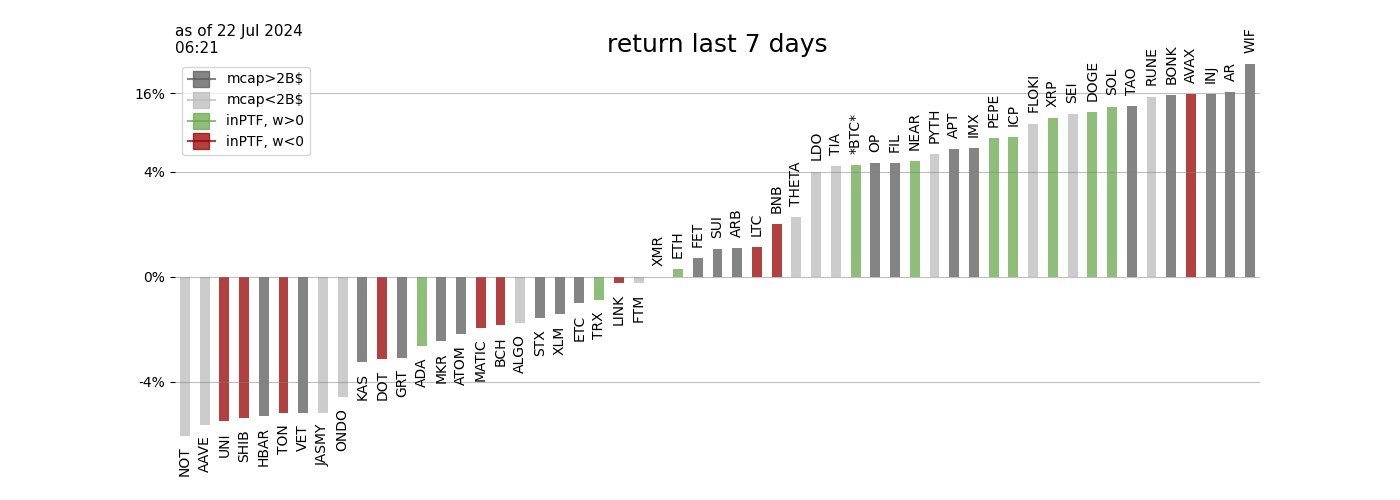 as of 22 Jul 2024
06:21
return last 7 days
mcap>2B$
mcap<2B$
inPTF, w>0
inPTF, w<0
16%
4%
0%
-4%
NOT
AAVE
UNI
SHIB
HBAR
TON
VET
JASMY
ONDO
KAS
DOT
GRT
ADA
MKR
ATOM
MATIC
BCH
ALGO
STX
XLM
ETC
TRX
LINK
FTM
XMR
ETH
FET
SUI
ARB
LTC
BNB
THETA
LDO
TIA
*BTC*
OP
FIL
NEAR
PYTH
APT
IMX
PEPE
ICP
FLOKI
XRP
SEI
DOGE
SOL
TAO
RUNE
BONK
AVAX
INJ
AR
WIF